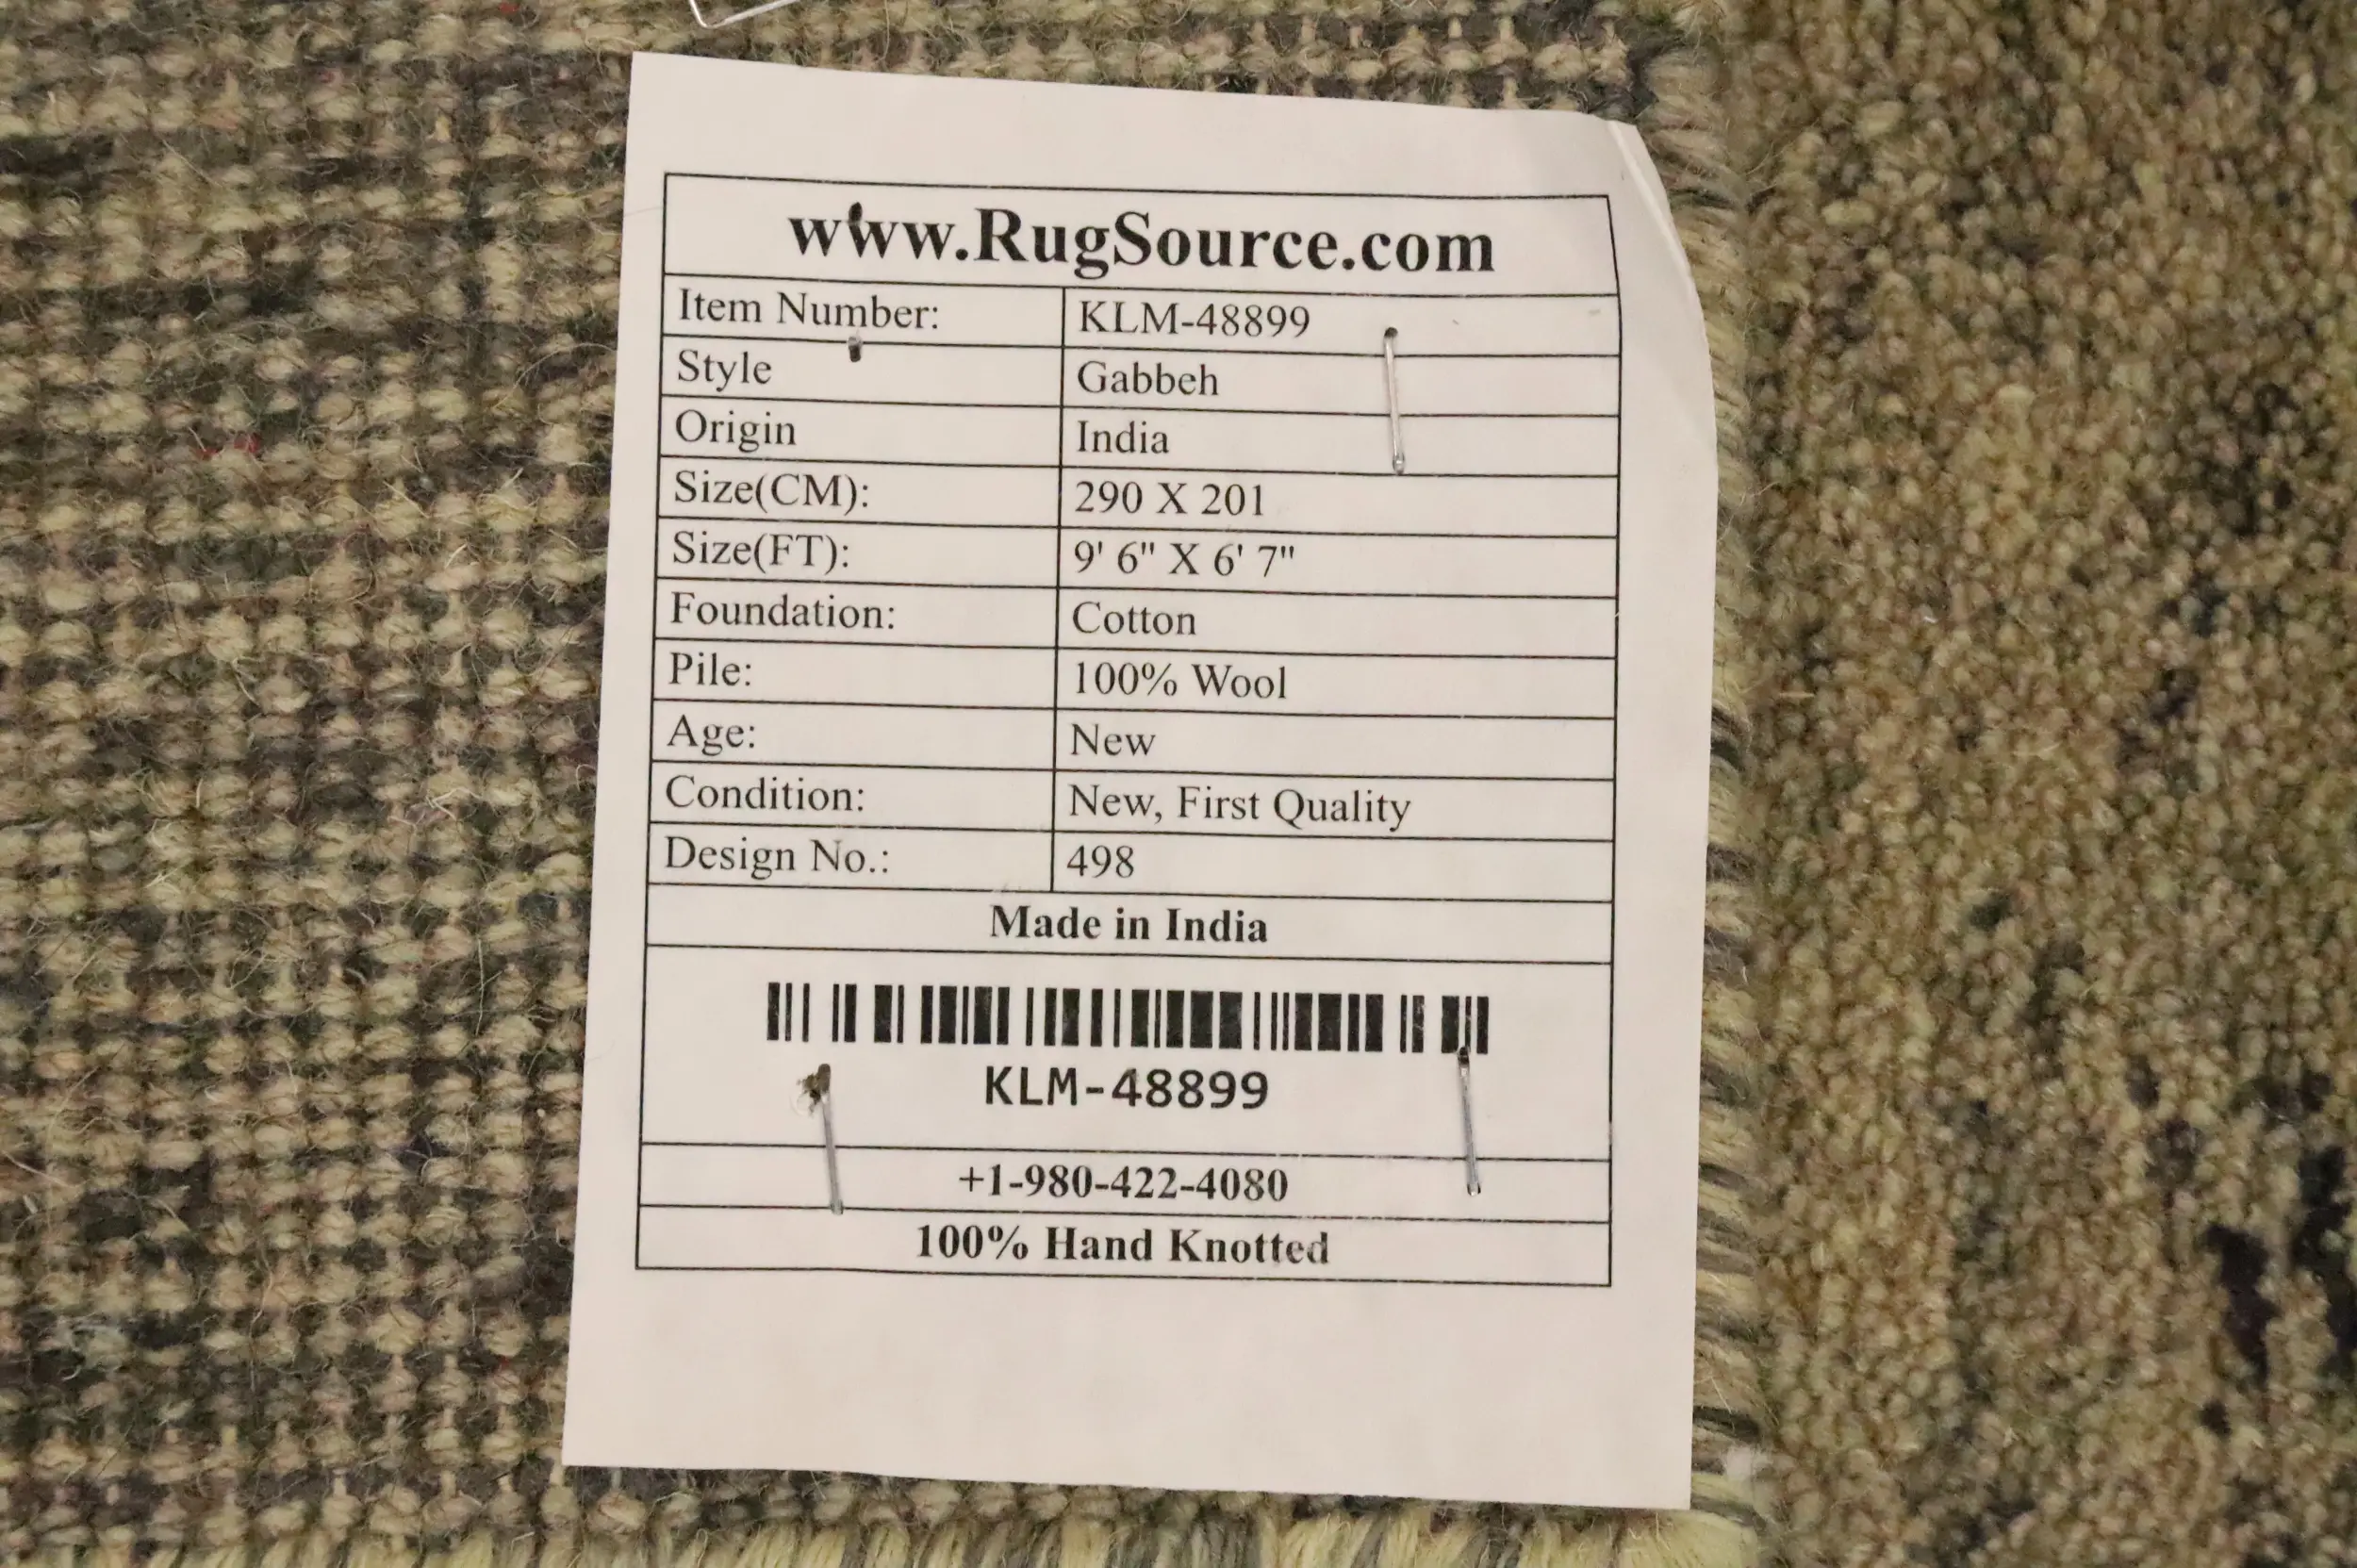 www.RugSource.com
Item Number: KLM-48899
Style Gabbeh
Origin India
Size(CM): 290 X 201
Size(FT): 9' 6" X 6' 7"
Foundation: Cotton
Pile: 100% Wool
Age: New
Condition: New, First Quality
Design No.: 498
Made in India
KLM-48899
+1-980-422-4080
100% Hand Knotted